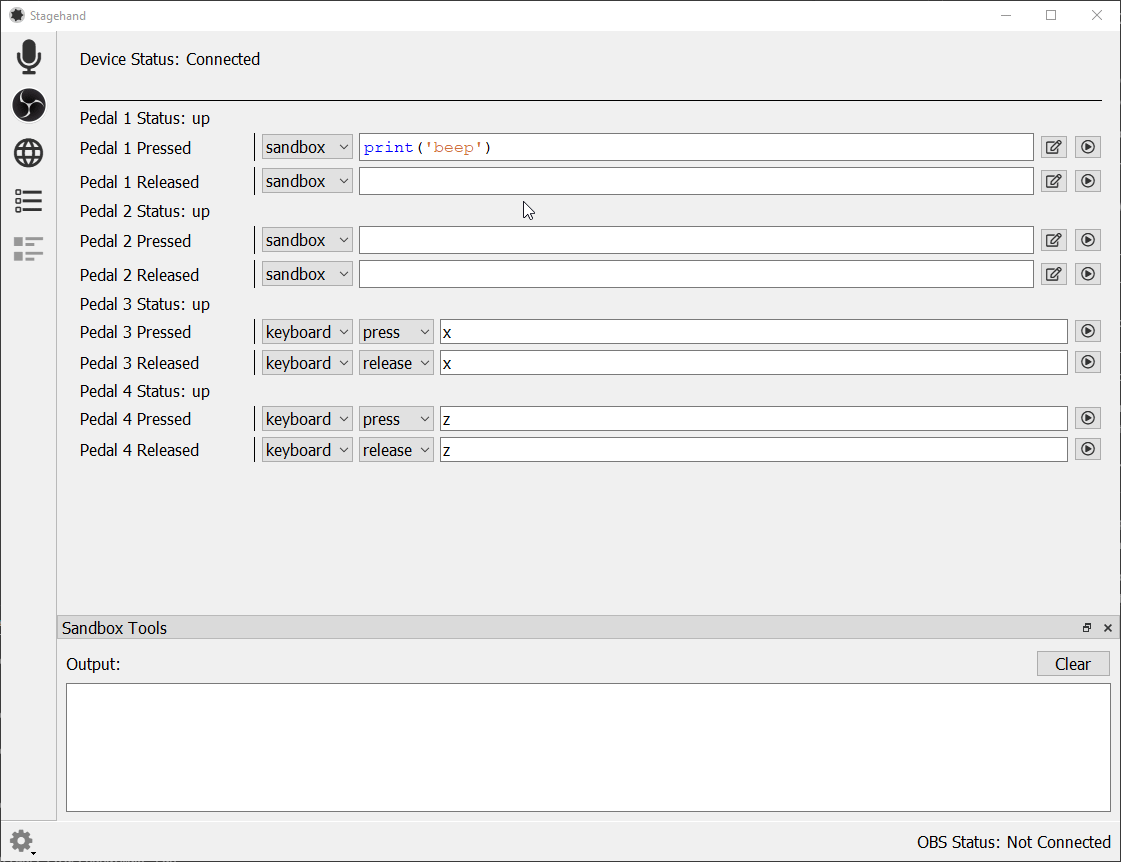 Stagehand
Device Status: Connected
Pedal 1 Status: up
Pedal 1 Pressed sandbox print('beep')
Pedal 1 Released sandbox
Pedal 2 Status: up
Pedal 2 Pressed sandbox
Pedal 2 Released sandbox
Pedal 3 Status: up
Pedal 3 Pressed keyboard press x
Pedal 3 Released keyboard release x
Pedal 4 Status: up
Pedal 4 Pressed keyboard press z
Pedal 4 Released keyboard release z
Sandbox Tools
Output: Clear
OBS Status: Not Connected